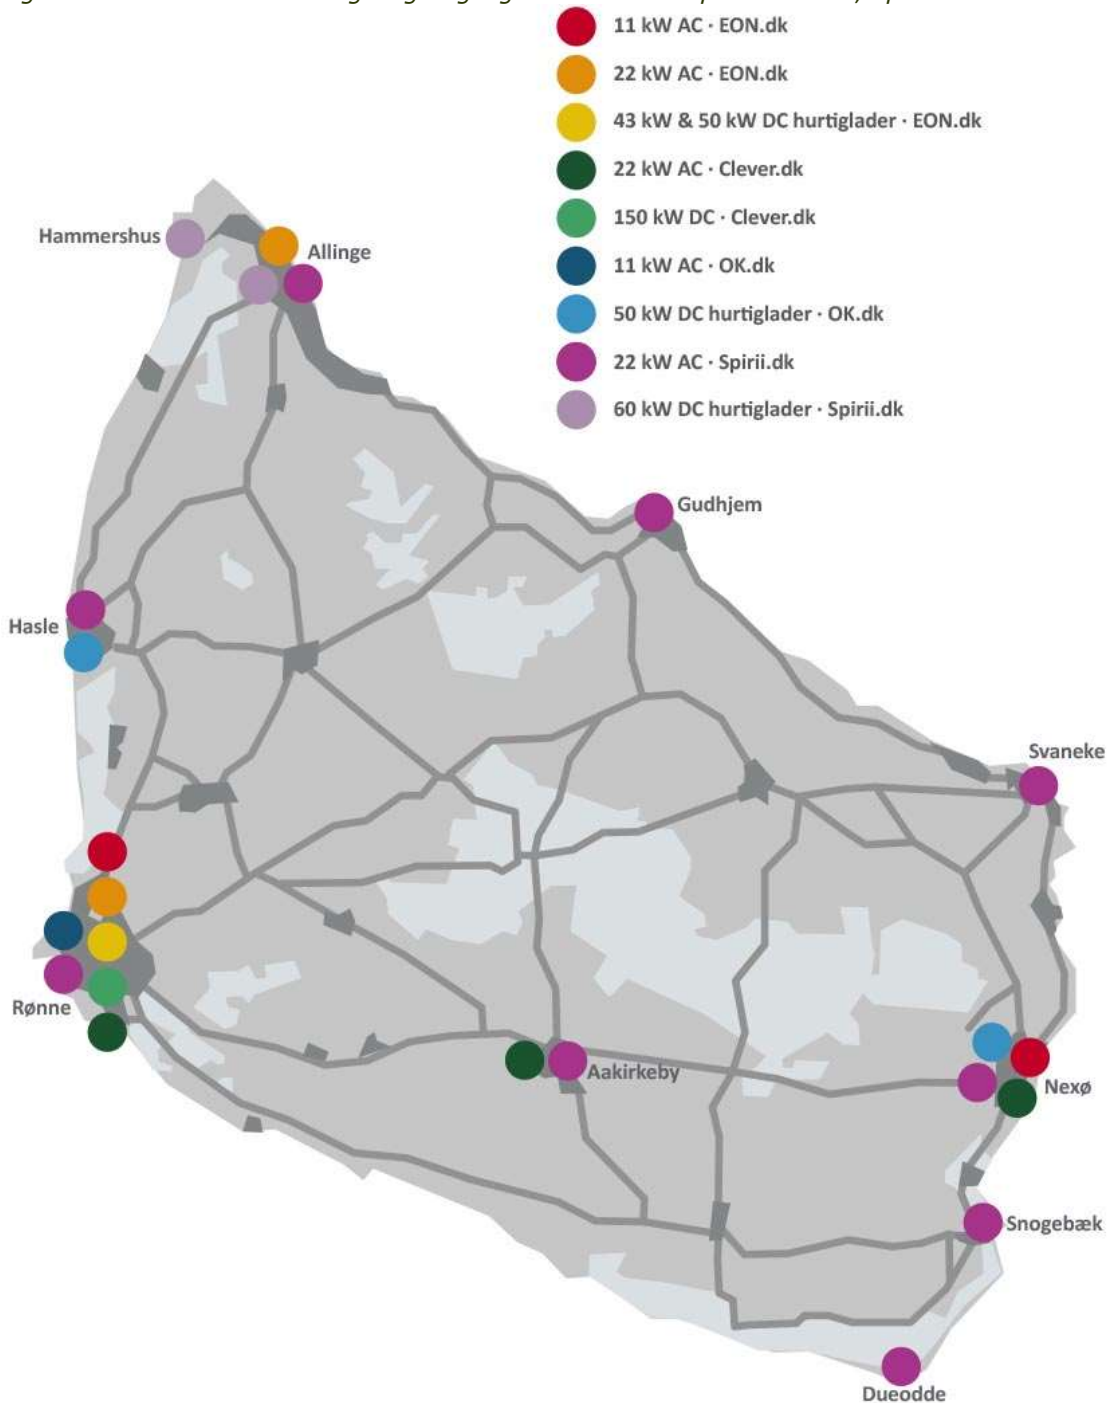 11 kW AC · EON.dk
22 kW AC · EON.dk
43 kW & 50 kW DC hurtiglader · EON.dk
22 kW AC · Clever.dk
150 kW DC · Clever.dk
11 kW AC · OK.dk
50 kW DC hurtiglader · OK.dk
22 kW AC · Spirii.dk
60 kW DC hurtiglader · Spirii.dk
Hammershus
Allinge
Gudhjem
Hasle
Svaneke
Rønne
Aakirkeby
Nexø
Snogebæk
Dueodde